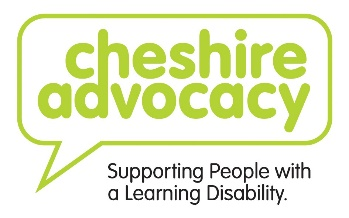 cheshire
advocacy
Supporting People with
a Learning Disability.